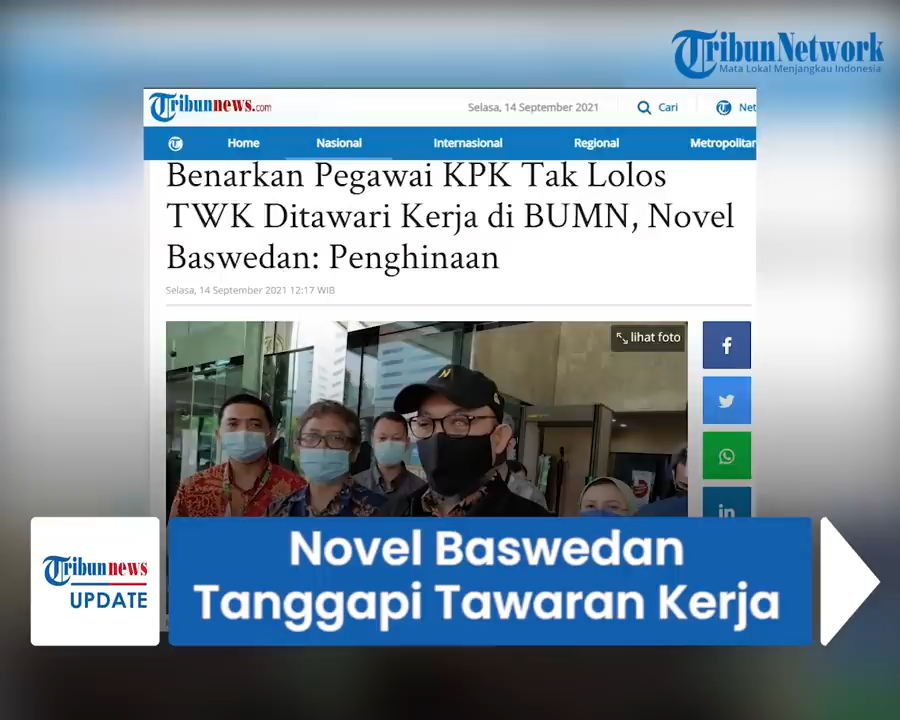 TribunNetwork
Mata Lokal Menjangkau Indonesia
Tribunnews.com
Selasa, 14 September 2021
Cari
Net
Home
Nasional
Internasional
Regional
Metropolitan
Benarkan Pegawai KPK Tak Lolos
TWK Ditawari Kerja di BUMN, Novel
Baswedan: Penghinaan
Selasa, 14 September 2021 12:17 WIB
lihat foto
f
in
Tribunnews
UPDATE
Novel Baswedan
Tanggapi Tawaran Kerja